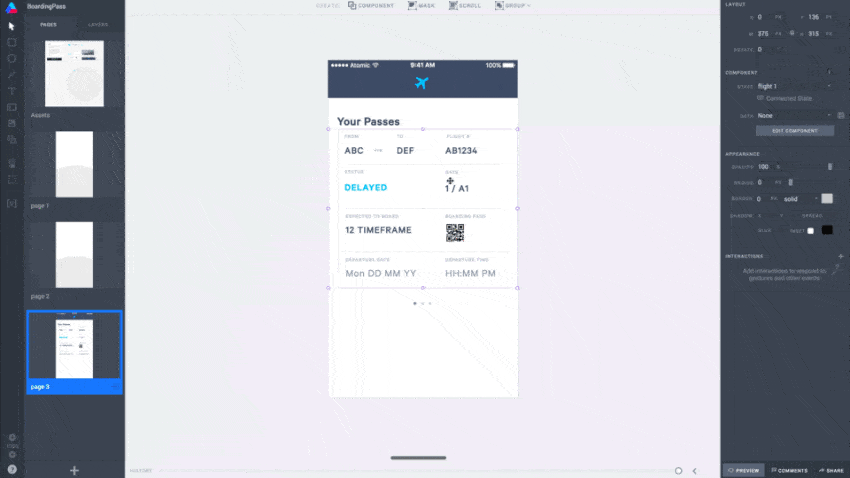 BoardingPass
CREATE: COMPONENT MASK SCROLL GROUP
PAGES LAYERS
Assets
page 1
page 2
page 3
Atomic 9:41 AM 100%
Your Passes
FROM TO FLIGHT #
ABC DEF AB1234
STATUS GATE
DELAYED 1 / A1
EXPECTED TO BOARD BOARDING PASS
12 TIMEFRAME
DEPARTURE DATE DEPARTURE TIME
Mon DD MM YY HH:MM PM
HISTORY
LAYOUT
X 0 PX Y 136 PX
W 375 PX H 315 PX
ROTATE 0
COMPONENT
STATE flight 1
Connected State
DATA None
EDIT COMPONENT
APPEARANCE
OPACITY 100
RADIUS 0 PX
BORDER 0 PX solid
SHADOW X Y SPREAD
BLUR INSET
INTERACTIONS
Add interactions to respond to
gestures and other events
PREVIEW COMMENTS SHARE